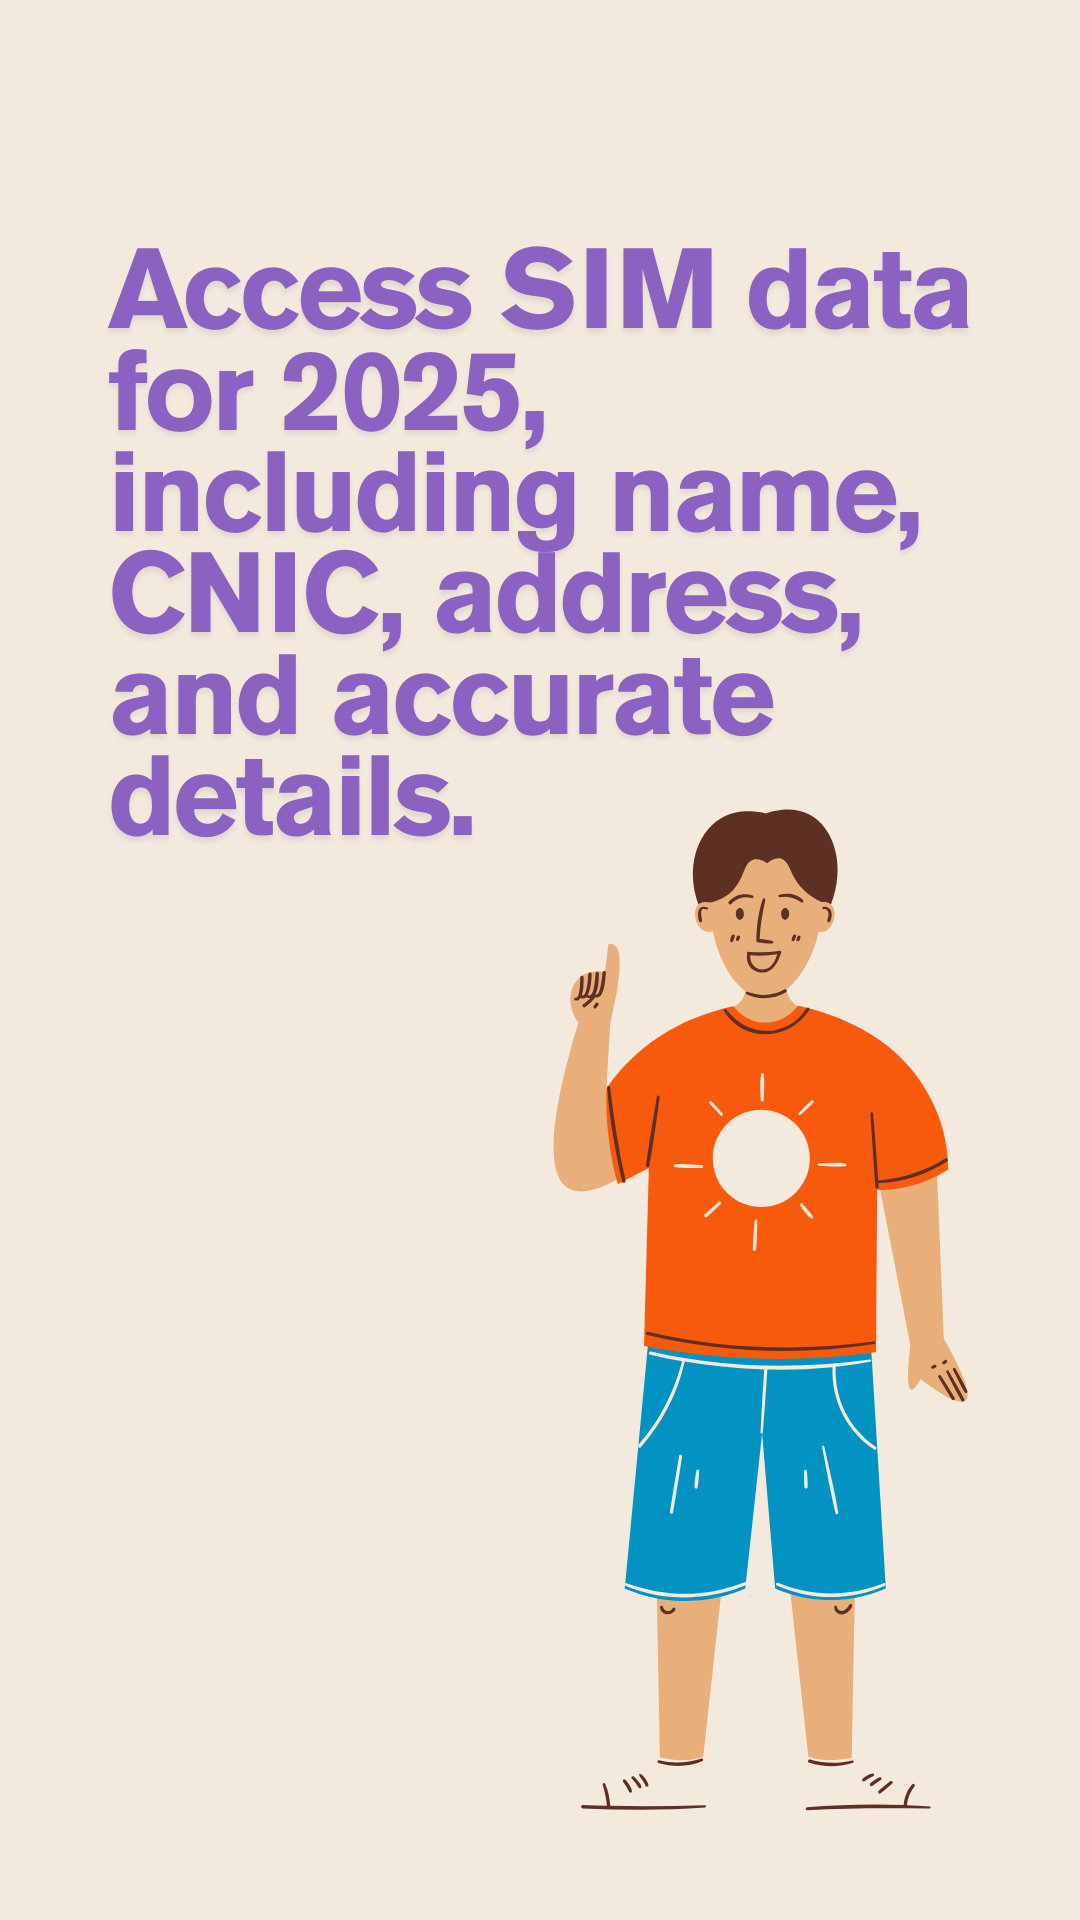 Access SIM data
for 2025,
including name,
CNIC, address,
and accurate
details.